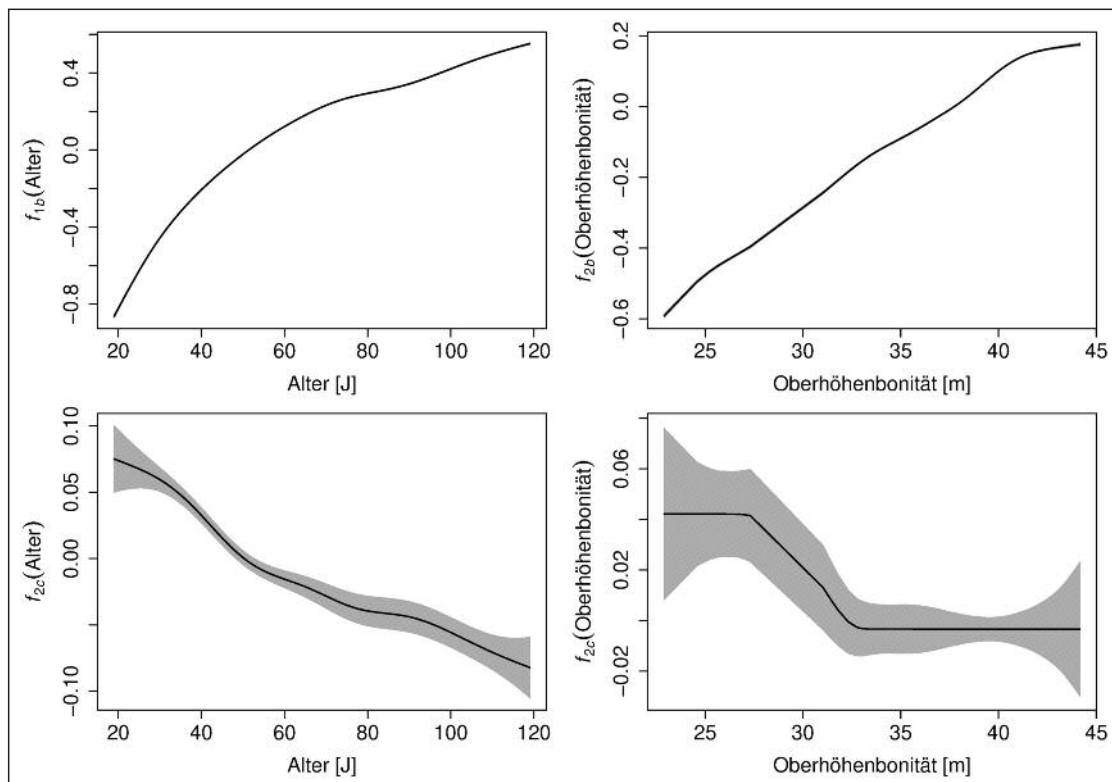 f1b(Alter)
0.4
0.0
−0.4
−0.8
20 40 60 80 100 120
Alter [J]
f2b(Oberhöhenbonität)
0.2
0.0
−0.2
−0.4
−0.6
25 30 35 40 45
Oberhöhenbonität [m]
f2c(Alter)
0.10
0.05
0.00
−0.10
20 40 60 80 100 120
Alter [J]
f2c(Oberhöhenbonität)
0.06
0.02
−0.02
25 30 35 40 45
Oberhöhenbonität [m]